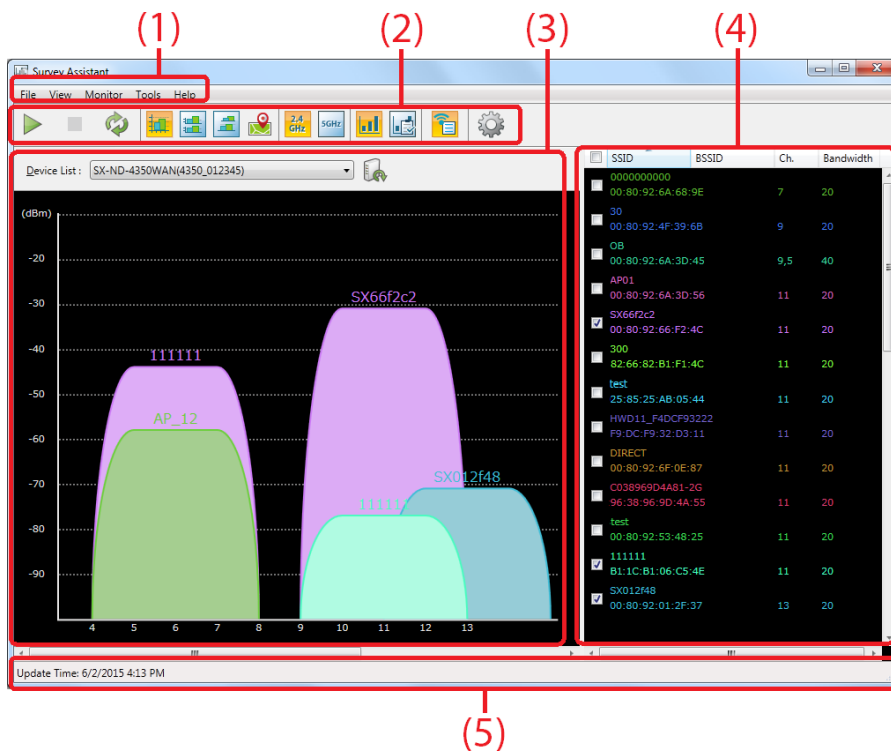 (1)
(2)
(3)
(4)
Survey Assistant
File View Monitor Tools Help
2.4 GHz
5GHz
Device List : SX-ND-4350WAN(4350_012345)
SSID BSSID Ch. Bandwidth
0000000000
00:80:92:6A:68:9E 7 20
30
00:80:92:4F:39:6B 9 20
OB
00:80:92:6A:3D:45 9,5 40
AP01
00:80:92:6A:3D:56 11 20
SX66f2c2
00:80:92:66:F2:4C 11 20
300
82:66:82:B1:F1:4C 11 20
test
25:85:25:AB:05:44 11 20
HWD11_F4DCF93222
F9:DC:F9:32:D3:11 11 20
DIRECT
00:80:92:6F:0E:87 11 20
C038969D4A81-2G
96:38:96:9D:4A:55 11 20
test
00:80:92:53:48:25 11 20
111111
B1:1C:B1:06:C5:4E 11 20
SX012f48
00:80:92:01:2F:37 13 20
(dBm)
-20
-30
-40
-50
-60
-70
-80
-90
SX66f2c2
111111
AP_12
SX012f48
111111
4 5 6 7 8 9 10 11 12 13
Update Time: 6/2/2015 4:13 PM
(5)